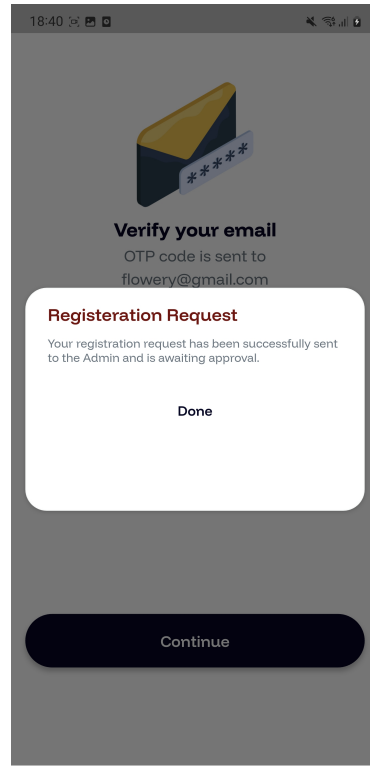 18:40
*****
Verify your email
OTP code is sent to
flowery@gmail.com
Registeration Request
Your registration request has been successfully sent
to the Admin and is awaiting approval.
Done
Continue